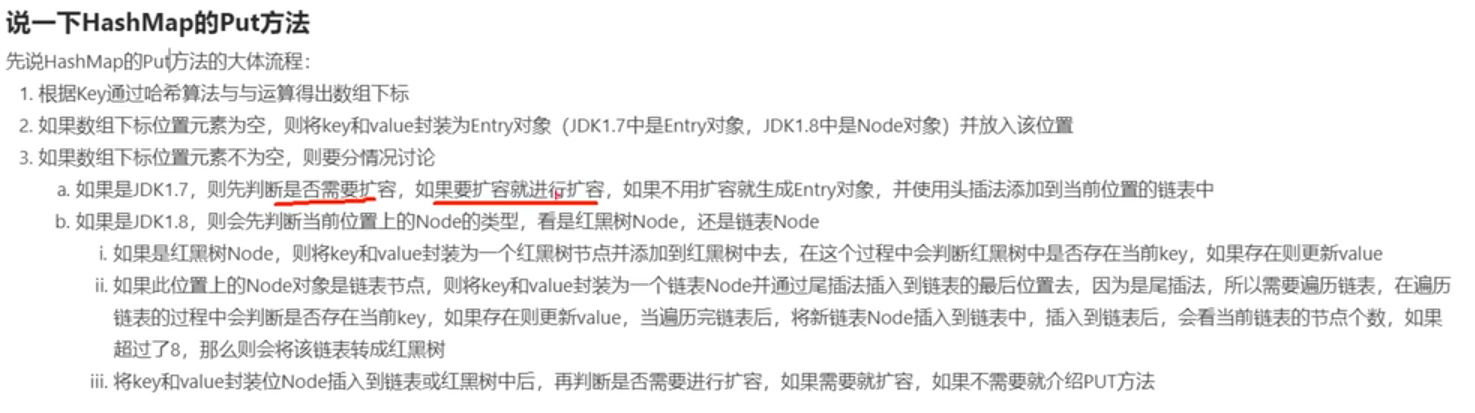 说一下HashMap的Put方法
先说HashMap的Put方法的大体流程：
1. 根据Key通过哈希算法与与运算得出数组下标
2. 如果数组下标位置元素为空，则将key和value封装为Entry对象（JDK1.7中是Entry对象，JDK1.8中是Node对象）并放入该位置
3. 如果数组下标位置元素不为空，则要分情况讨论
a. 如果是JDK1.7，则先判断是否需要扩容，如果要扩容就进行扩容，如果不用扩容就生成Entry对象，并使用头插法添加到当前位置的链表中
b. 如果是JDK1.8，则会先判断当前位置上的Node的类型，看是红黑树Node，还是链表Node
i. 如果是红黑树Node，则将key和value封装为一个红黑树节点并添加到红黑树中去，在这个过程中会判断红黑树中是否存在当前key，如果存在则更新value
ii. 如果此位置上的Node对象是链表节点，则将key和value封装为一个链表Node并通过尾插法插入到链表的最后位置去，因为是尾插法，所以需要遍历链表，在遍历
链表的过程中会判断是否存在当前key，如果存在则更新value，当遍历完链表后，将新链表Node插入到链表中，插入到链表后，会看当前链表的节点个数，如果
超过了8，那么则会将该链表转成红黑树
iii. 将key和value封装位Node插入到链表或红黑树中后，再判断是否需要进行扩容，如果需要就扩容，如果不需要就介绍PUT方法